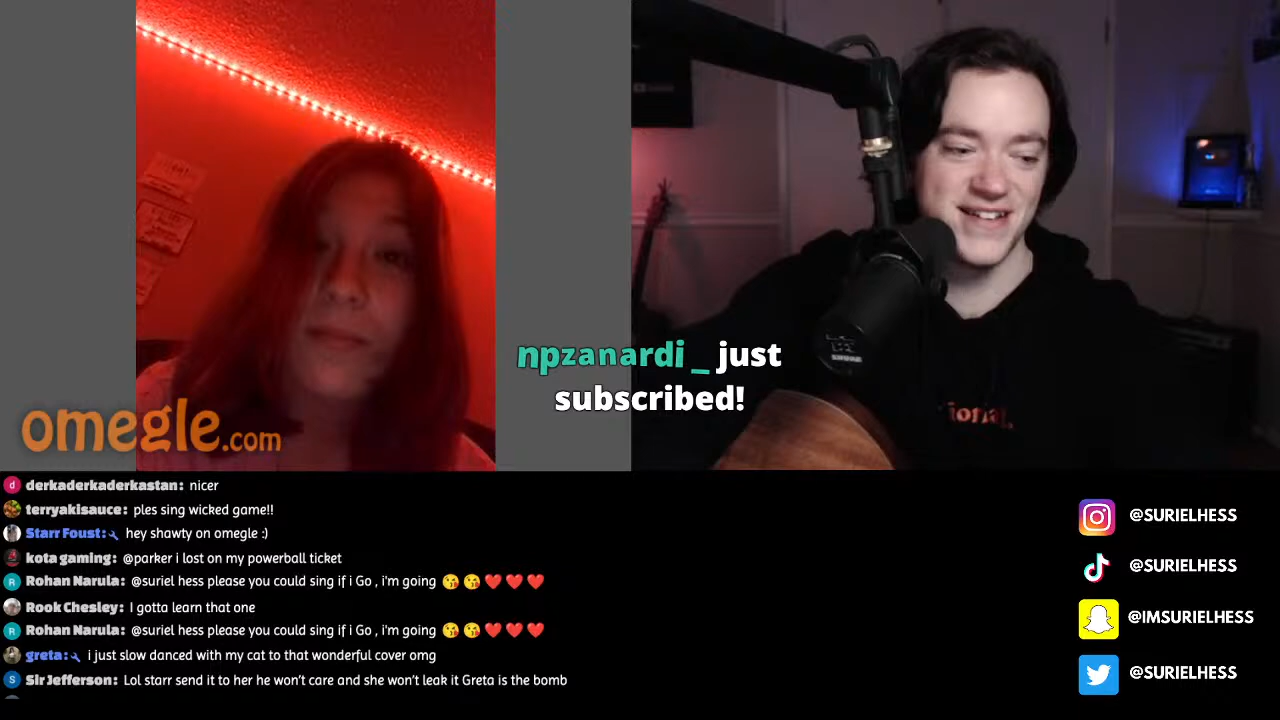 npzanardi_ just
subscribed!
omegle.com
derkaderkaderkastan: nicer
terryakisauce: ples sing wicked game!!
Starr Foust: hey shawty on omegle :)
kota gaming: @parker i lost on my powerball ticket
Rohan Narula: @suriel hess please you could sing if i Go , i'm going 😘 😘 ❤️ ❤️ ❤️
Rook Chesley: I gotta learn that one
Rohan Narula: @suriel hess please you could sing if i Go , i'm going 😘 😘 ❤️ ❤️ ❤️
greta: i just slow danced with my cat to that wonderful cover omg
Sir Jefferson: Lol starr send it to her he won't care and she won't leak it Greta is the bomb
@SURIELHESS
@SURIELHESS
@IMSURIELHESS
@SURIELHESS